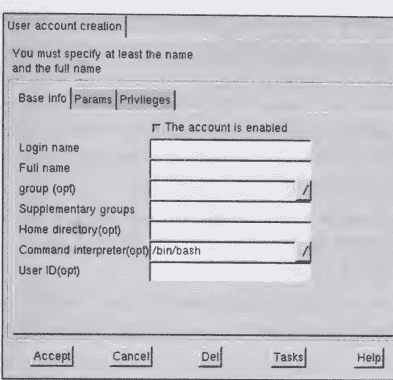 User account creation
You must specify at least the name
and the full name
Base info Params Privileges
The account is enabled
Login name
Full name
group (opt)
Supplementary groups
Home directory(opt)
Command interpreter(opt) /bin/bash
User ID(opt)
Accept Cancel Del Tasks Help